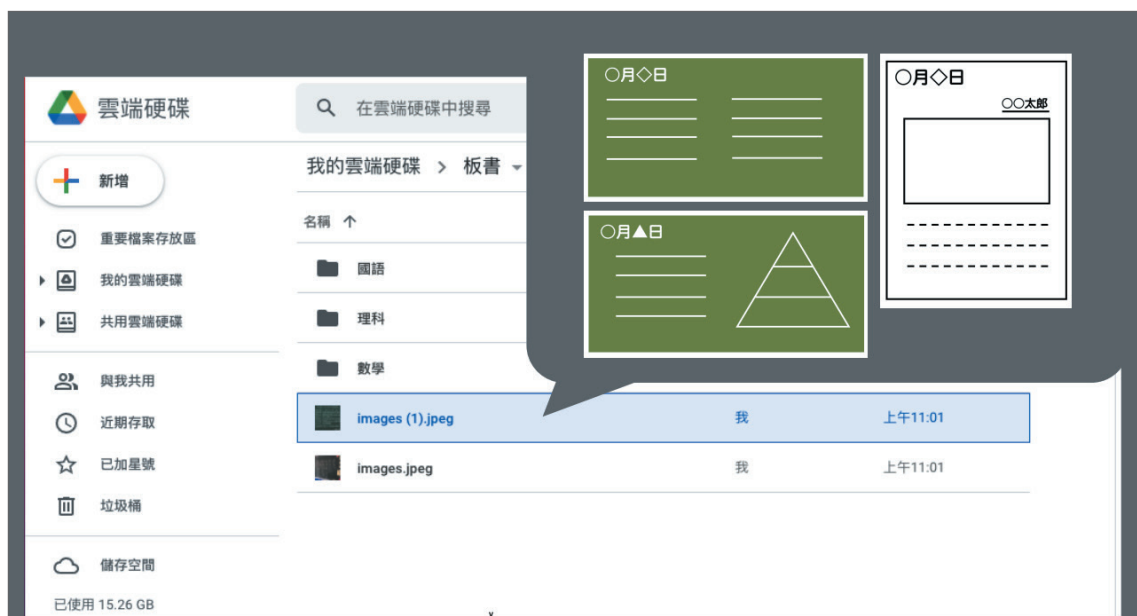 雲端硬碟
在雲端硬碟中搜尋
新增
重要檔案存放區
我的雲端硬碟
共用雲端硬碟
與我共用
近期存取
已加星號
垃圾桶
儲存空間
已使用 15.26 GB
我的雲端硬碟 > 板書
名稱 ↑
國語
理科
數學
images (1).jpeg 我 上午11:01
images.jpeg 我 上午11:01
○月◇日
○月▲日
○月◇日
○○太郎